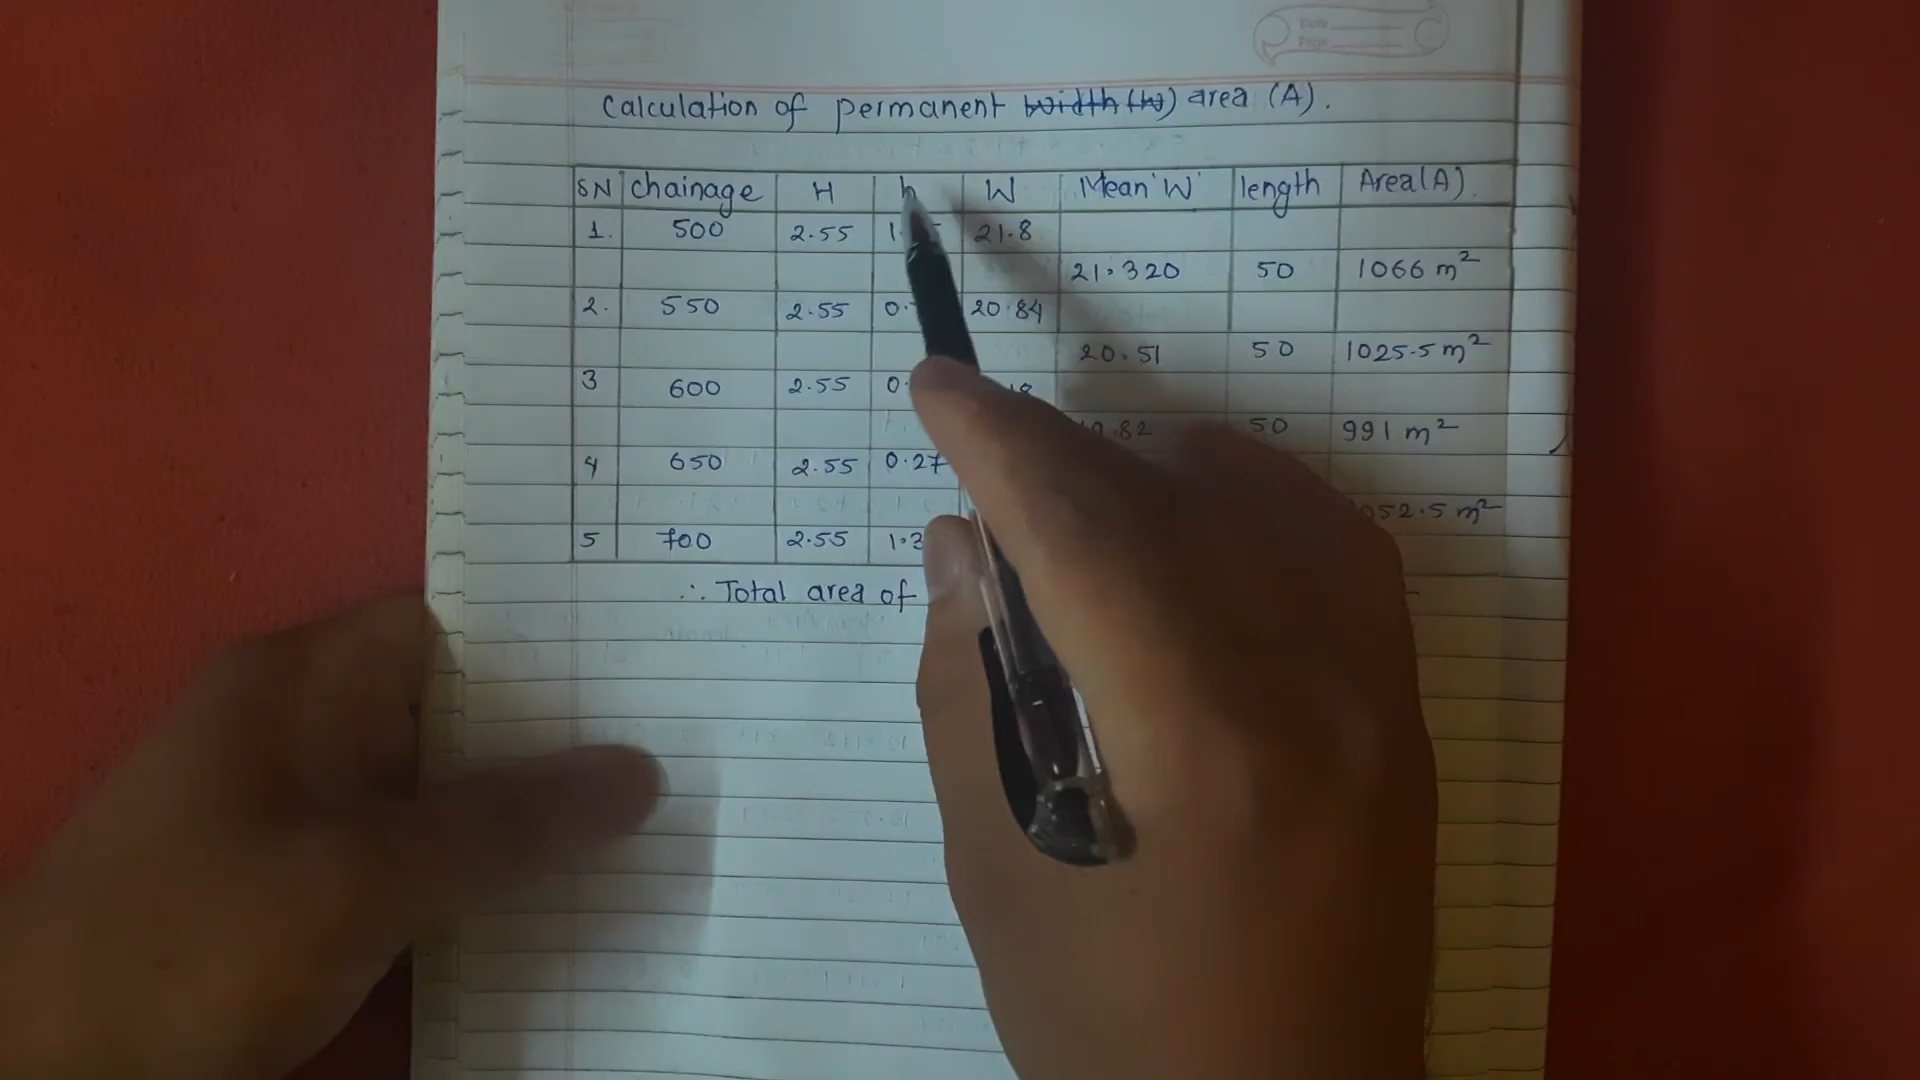 Date
Page
Calculation of permanent width (W) area (A).
SN chainage H h W Mean 'W' length Area (A).
1. 500 2.55 21.8
21.320 50 1066 m²
2. 550 2.55 20.84
20.51 50 1025.5 m²
3 600 2.55
50 991 m²
4 650 2.55 0.27
5 700 2.55
∴ Total area of